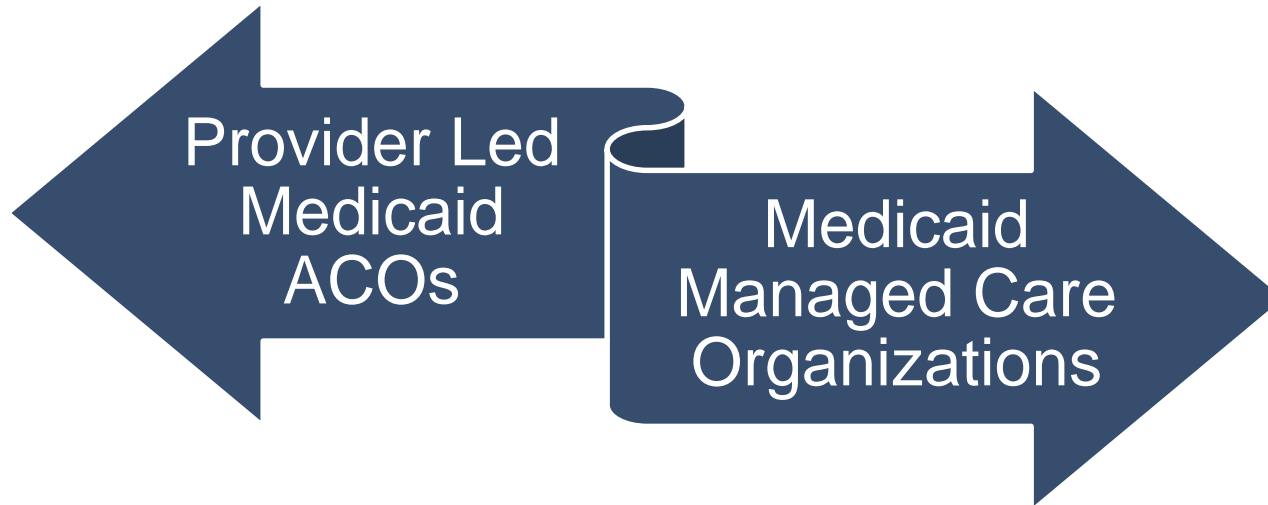 Provider Led
Medicaid
ACOs
Medicaid
Managed Care
Organizations